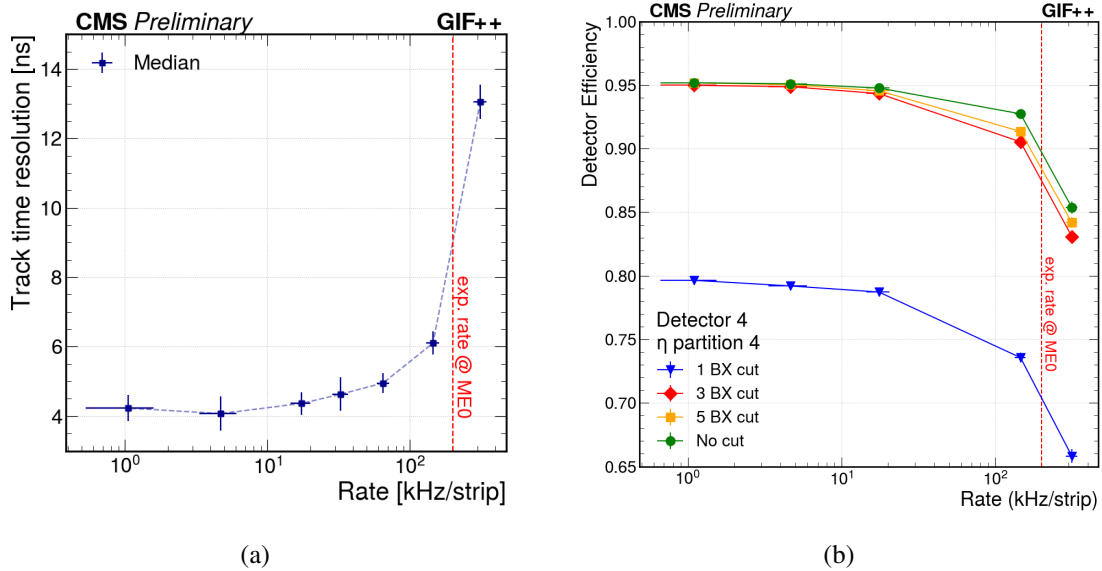 CMS Preliminary GIF++
Track time resolution [ns]
14
12
10
8
6
4
Median
exp. rate @ ME0
10⁰ 10¹ 10²
Rate [kHz/strip]
(a)
CMS Preliminary GIF++
Detector Efficiency
1.00
0.95
0.90
0.85
0.80
0.75
0.70
0.65
Detector 4
η partition 4
1 BX cut
3 BX cut
5 BX cut
No cut
exp. rate @ ME0
10⁰ 10¹ 10²
Rate (kHz/strip)
(b)